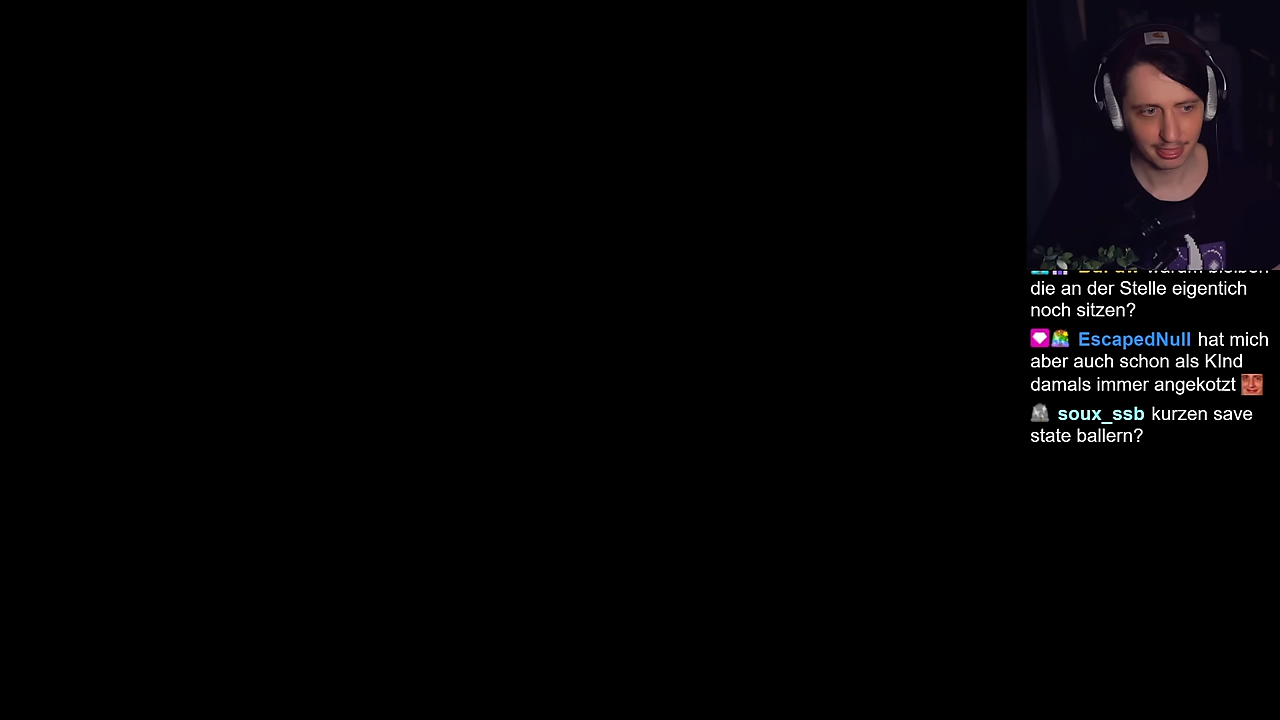 die an der Stelle eigentich
noch sitzen?
EscapedNull hat mich
aber auch schon als KInd
damals immer angekotzt
soux_ssb kurzen save
state ballern?